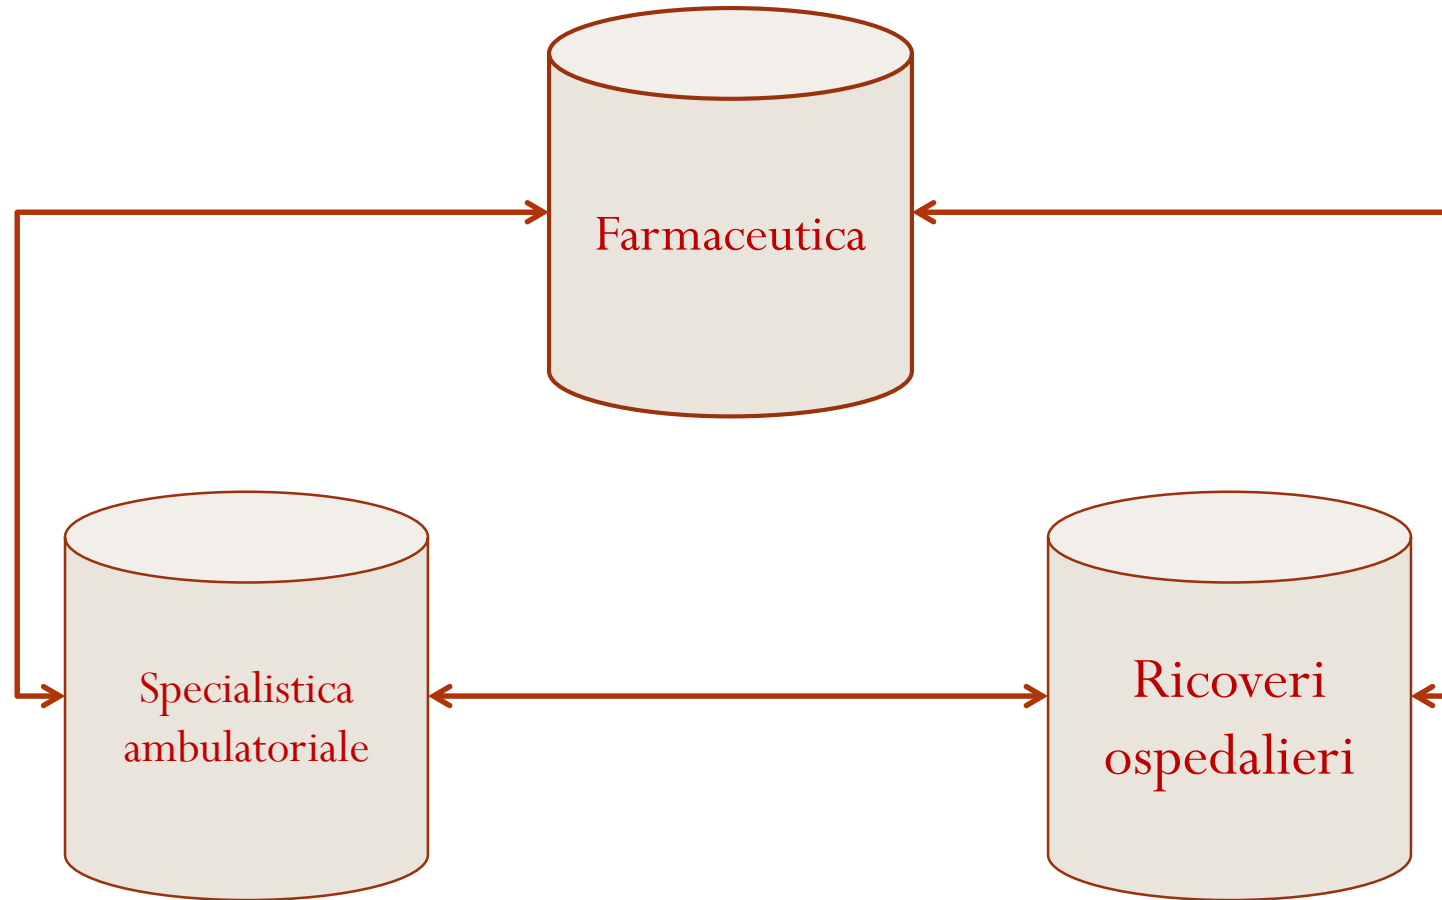 Farmaceutica
Specialistica
ambulatoriale
Ricoveri
ospedalieri